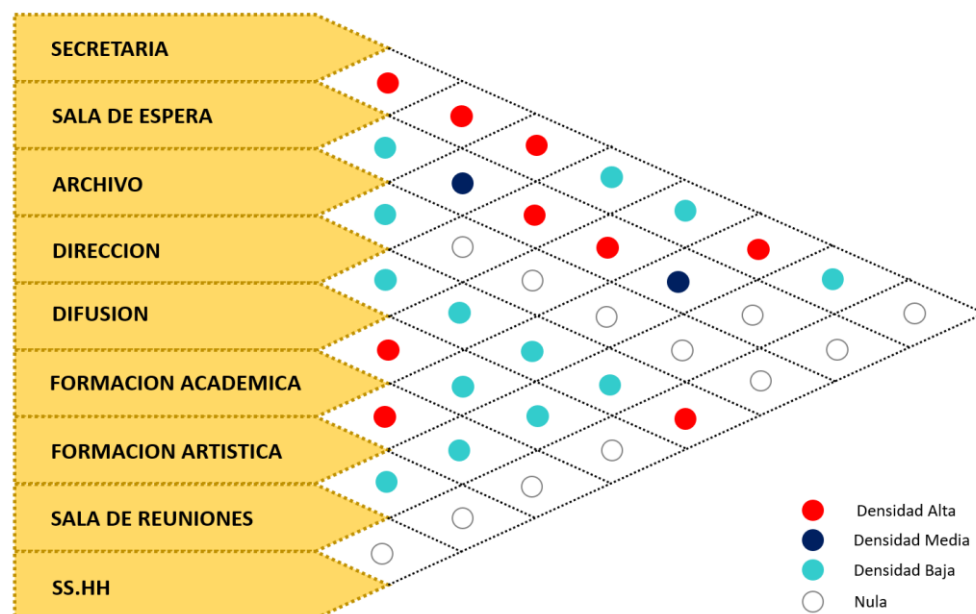 SECRETARIA
SALA DE ESPERA
ARCHIVO
DIRECCION
DIFUSION
FORMACION ACADEMICA
FORMACION ARTISTICA
SALA DE REUNIONES
SS.HH
Densidad Alta
Densidad Media
Densidad Baja
Nula